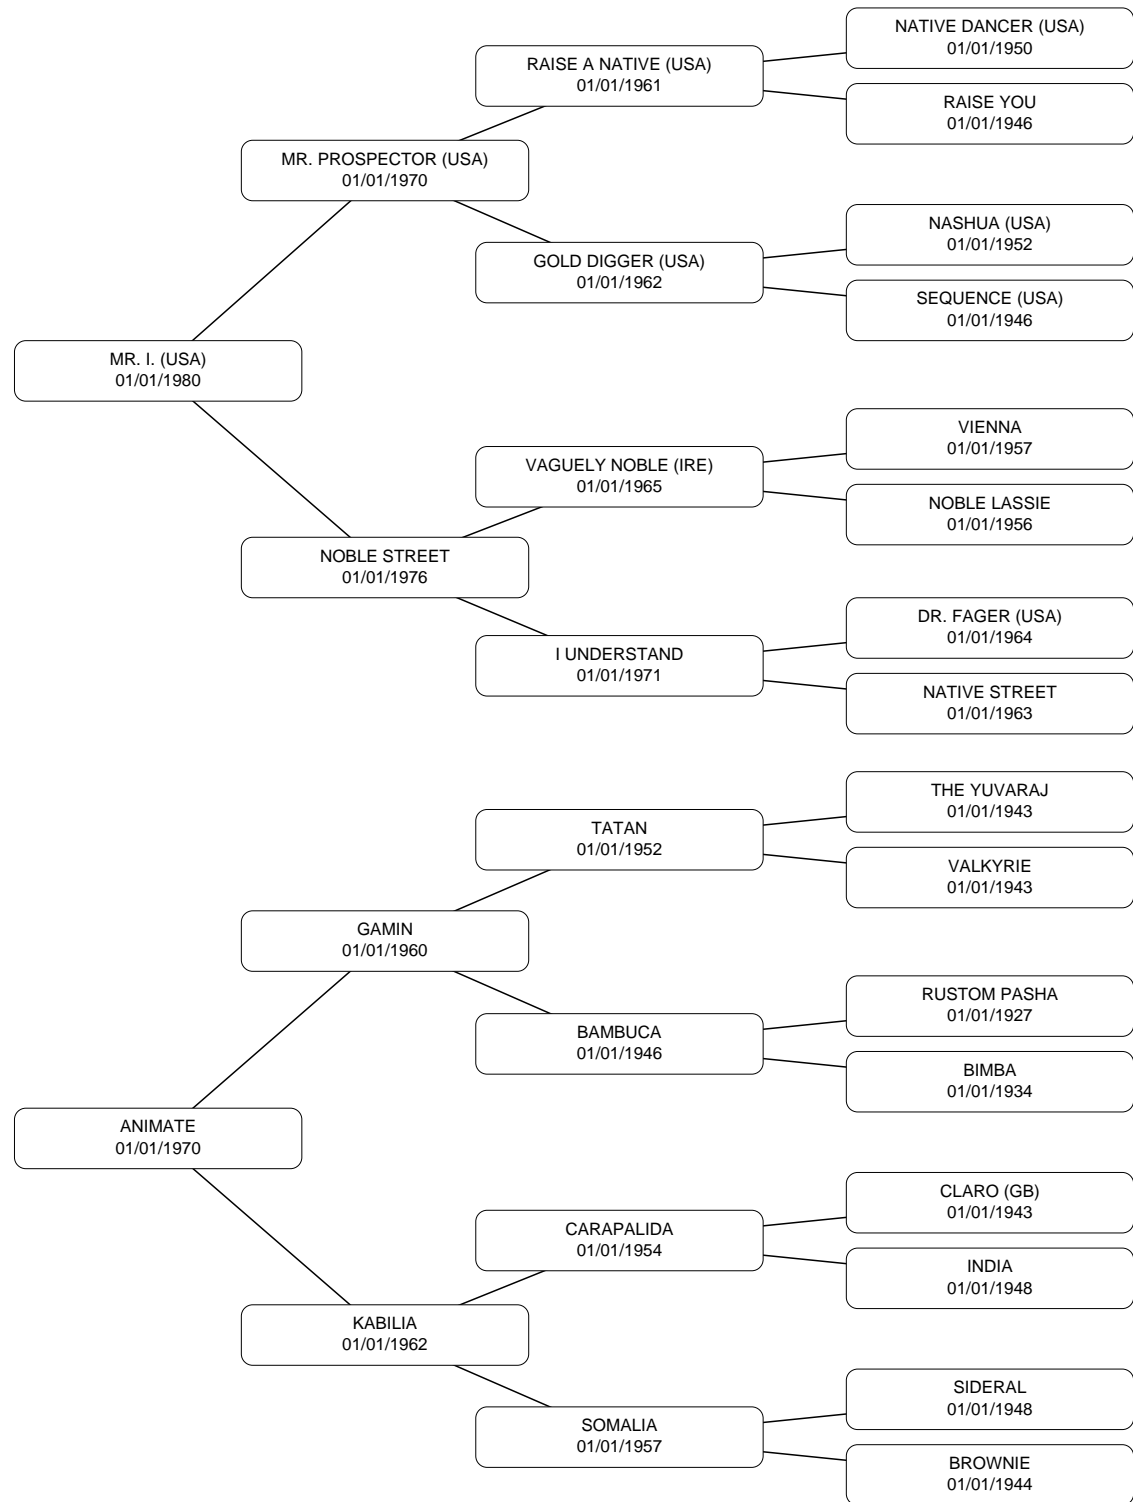 NATIVE DANCER (USA)
01/01/1950
RAISE A NATIVE (USA)
01/01/1961
RAISE YOU
01/01/1946
MR. PROSPECTOR (USA)
01/01/1970
NASHUA (USA)
01/01/1952
GOLD DIGGER (USA)
01/01/1962
SEQUENCE (USA)
01/01/1946
MR. I. (USA)
01/01/1980
VIENNA
01/01/1957
VAGUELY NOBLE (IRE)
01/01/1965
NOBLE LASSIE
01/01/1956
NOBLE STREET
01/01/1976
DR. FAGER (USA)
01/01/1964
I UNDERSTAND
01/01/1971
NATIVE STREET
01/01/1963
THE YUVARAJ
01/01/1943
TATAN
01/01/1952
VALKYRIE
01/01/1943
GAMIN
01/01/1960
RUSTOM PASHA
01/01/1927
BAMBUCA
01/01/1946
BIMBA
01/01/1934
ANIMATE
01/01/1970
CLARO (GB)
01/01/1943
CARAPALIDA
01/01/1954
INDIA
01/01/1948
KABILIA
01/01/1962
SIDERAL
01/01/1948
SOMALIA
01/01/1957
BROWNIE
01/01/1944